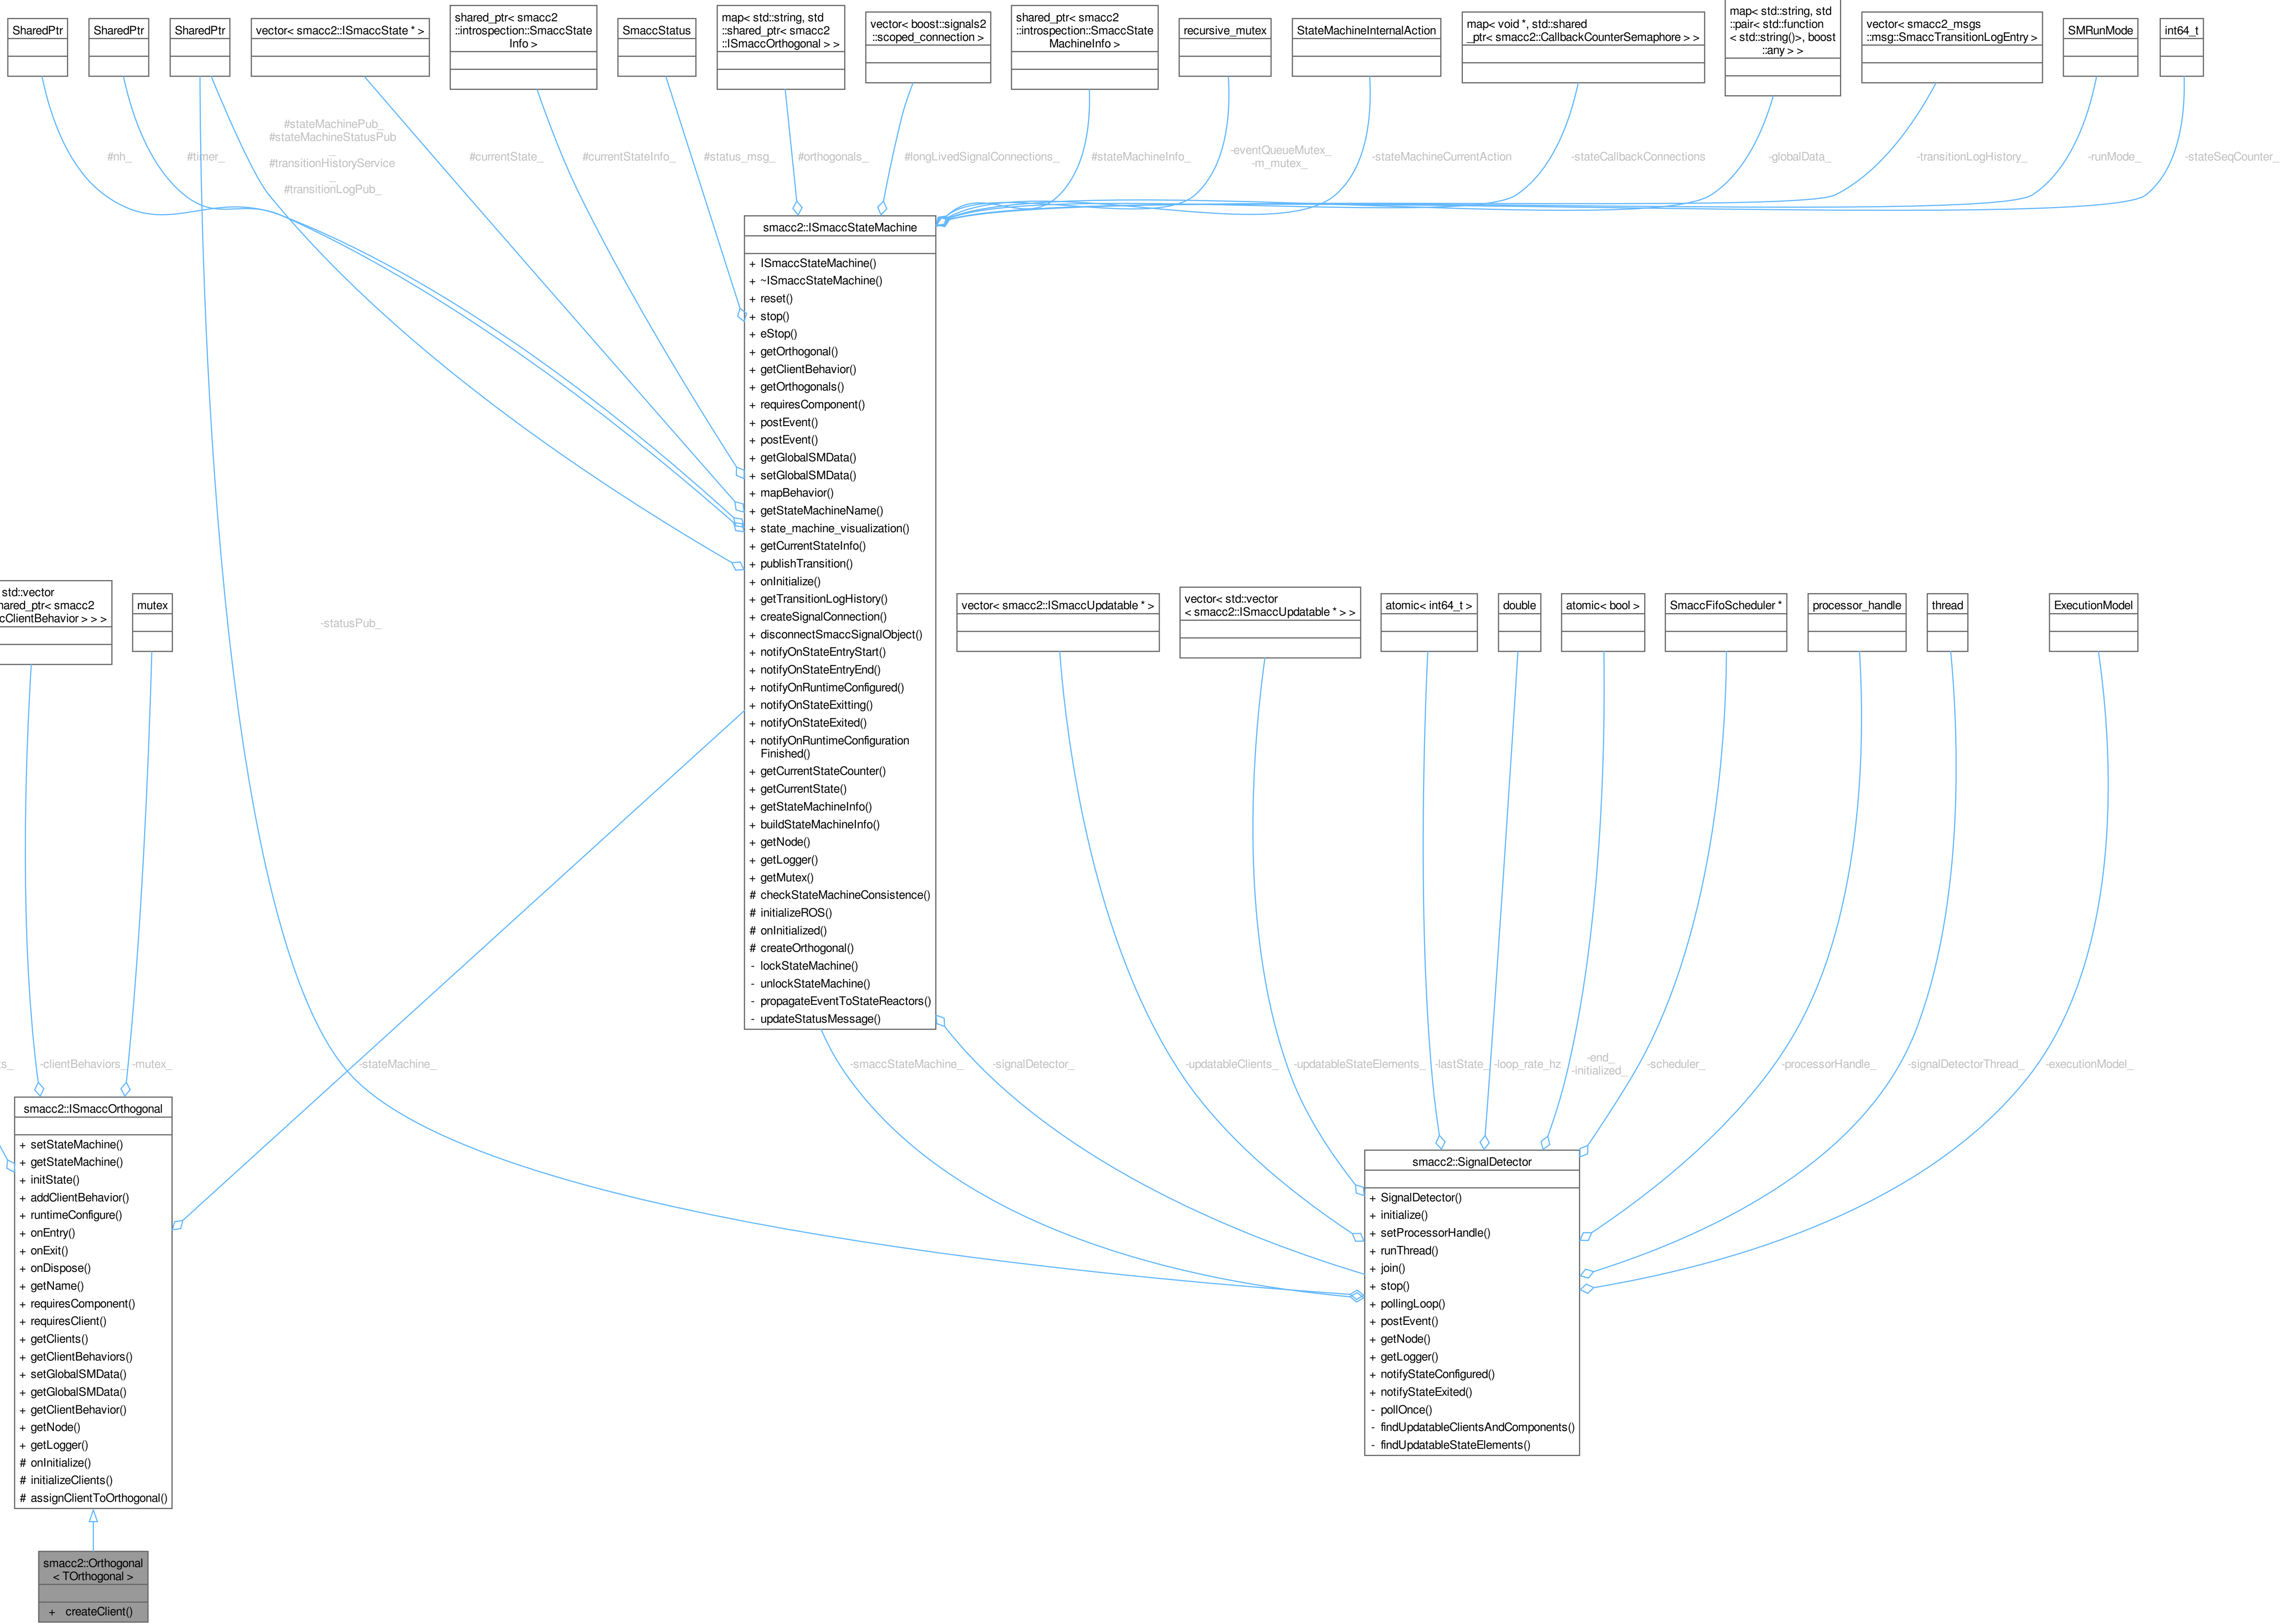 SharedPtr
SharedPtr
SharedPtr
vector< smacc2::ISmaccState * >
shared_ptr< smacc2
::introspection::SmaccState
Info >
SmaccStatus
map< std::string, std
::shared_ptr< smacc2
::ISmaccOrthogonal > >
vector< boost::signals2
::scoped_connection >
shared_ptr< smacc2
::introspection::SmaccState
MachineInfo >
recursive_mutex
StateMachineInternalAction
map< void *, std::shared
_ptr< smacc2::CallbackCounterSemaphore > >
map< std::string, std
::pair< std::function
< std::string()>, boost
::any > >
vector< smacc2_msgs
::msg::SmaccTransitionLogEntry >
SMRunMode
int64_t
#nh_
#timer_
#stateMachinePub_
#stateMachineStatusPub
_
#transitionHistoryService
_
#transitionLogPub_
#currentState_
#currentStateInfo_
#status_msg_
#orthogonals_
#longLivedSignalConnections_
#stateMachineInfo_
-eventQueueMutex_
-m_mutex_
-stateMachineCurrentAction
-stateCallbackConnections
-globalData_
-transitionLogHistory_
-runMode_
-stateSeqCounter_
smacc2::ISmaccStateMachine
+ ISmaccStateMachine()
+ ~ISmaccStateMachine()
+ reset()
+ stop()
+ eStop()
+ getOrthogonal()
+ getClientBehavior()
+ getOrthogonals()
+ requiresComponent()
+ postEvent()
+ postEvent()
+ getGlobalSMData()
+ setGlobalSMData()
+ mapBehavior()
+ getStateMachineName()
+ state_machine_visualization()
+ getCurrentStateInfo()
+ publishTransition()
+ onInitialize()
+ getTransitionLogHistory()
+ createSignalConnection()
+ disconnectSmaccSignalObject()
+ notifyOnStateEntryStart()
+ notifyOnStateEntryEnd()
+ notifyOnRuntimeConfigured()
+ notifyOnStateExitting()
+ notifyOnStateExited()
+ notifyOnRuntimeConfiguration
Finished()
+ getCurrentStateCounter()
+ getCurrentState()
+ getStateMachineInfo()
+ buildStateMachineInfo()
+ getNode()
+ getLogger()
+ getMutex()
# checkStateMachineConsistence()
# initializeROS()
# onInitialized()
# createOrthogonal()
- lockStateMachine()
- unlockStateMachine()
- propagateEventToStateReactors()
- updateStatusMessage()
std::vector
cClientBehavior > > >
mutex
-statusPub_
vector< smacc2::ISmaccUpdatable * >
vector< std::vector
< smacc2::ISmaccUpdatable * > >
atomic< int64_t >
double
atomic< bool >
SmaccFifoScheduler *
processor_handle
thread
ExecutionModel
-clientBehaviors_
-mutex_
-stateMachine_
-smaccStateMachine_
-signalDetector_
-updatableClients_
-updatableStateElements_
-lastState_
-loop_rate_hz
-end_
-initialized_
-scheduler_
-processorHandle_
-signalDetectorThread_
-executionModel_
smacc2::ISmaccOrthogonal
+ setStateMachine()
+ getStateMachine()
+ initState()
+ addClientBehavior()
+ runtimeConfigure()
+ onEntry()
+ onExit()
+ onDispose()
+ getName()
+ requiresComponent()
+ requiresClient()
+ getClients()
+ getClientBehaviors()
+ setGlobalSMData()
+ getGlobalSMData()
+ getClientBehavior()
+ getNode()
+ getLogger()
# onInitialize()
# initializeClients()
# assignClientToOrthogonal()
smacc2::SignalDetector
+ SignalDetector()
+ initialize()
+ setProcessorHandle()
+ runThread()
+ join()
+ stop()
+ pollingLoop()
+ postEvent()
+ getNode()
+ getLogger()
+ notifyStateConfigured()
+ notifyStateExited()
- pollOnce()
- findUpdatableClientsAndComponents()
- findUpdatableStateElements()
smacc2::Orthogonal
< TOrthogonal >
+ createClient()